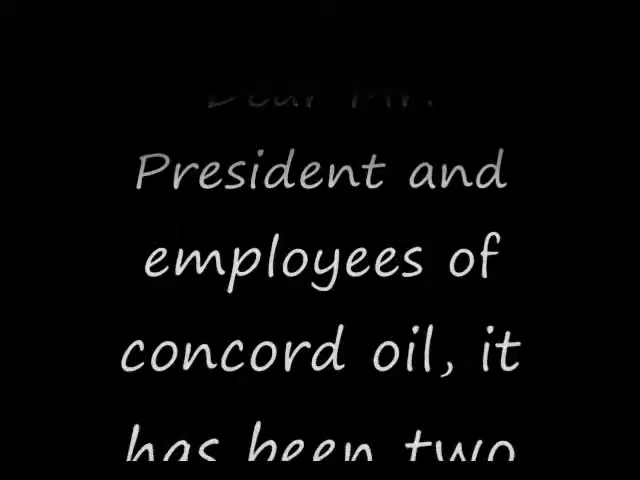 Dear Mr.
President and
employees of
concord oil, it
has been two